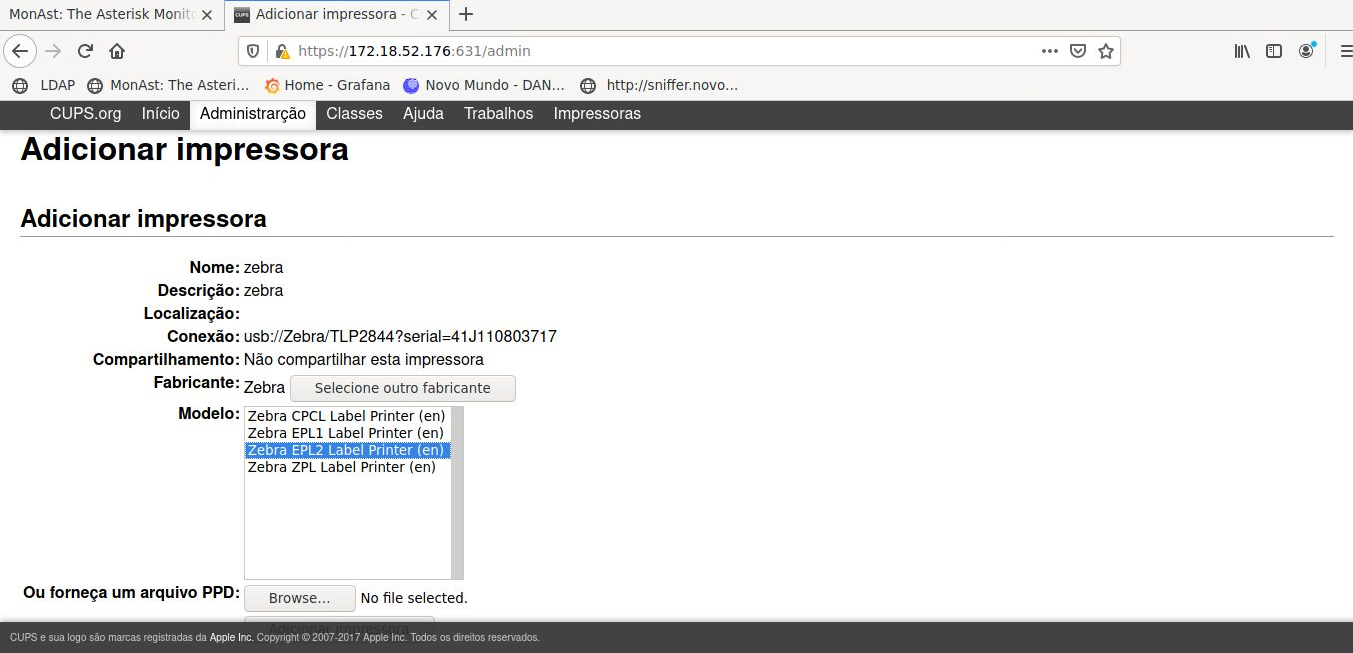 MonAst: The Asterisk Monito
Adicionar impressora - C
https://172.18.52.176:631/admin
LDAP MonAst: The Asteri… Home - Grafana Novo Mundo - DAN… http://sniffer.novo…
CUPS.org Início Administrarção Classes Ajuda Trabalhos Impressoras
Adicionar impressora
Adicionar impressora
Nome: zebra
Descrição: zebra
Localização:
Conexão: usb://Zebra/TLP2844?serial=41J110803717
Compartilhamento: Não compartilhar esta impressora
Fabricante: Zebra Selecione outro fabricante
Modelo: Zebra CPCL Label Printer (en)
Zebra EPL1 Label Printer (en)
Zebra EPL2 Label Printer (en)
Zebra ZPL Label Printer (en)
Ou forneça um arquivo PPD: Browse… No file selected.
Adicionar impressora
CUPS e sua logo são marcas registradas da Apple Inc. Copyright © 2007-2017 Apple Inc. Todos os direitos reservados.